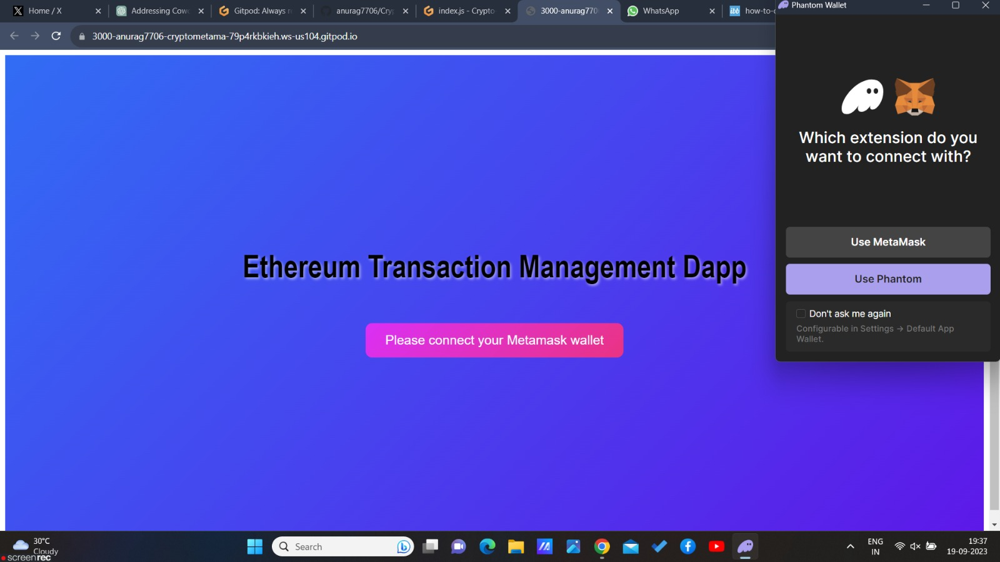 Home / X
Addressing Cow
Gitpod: Always r
anurag7706/Cry
index.js - Crypto
3000-anurag770
WhatsApp
how-to-
Phantom Wallet
3000-anurag7706-cryptometama-79p4rkbkieh.ws-us104.gitpod.io
Which extension do you
want to connect with?
Use MetaMask
Use Phantom
Don't ask me again
Configurable in Settings → Default App
Wallet.
Ethereum Transaction Management Dapp
Please connect your Metamask wallet
30°C
Cloudy
screenrec
Search
ENG
IN
19:37
19-09-2023